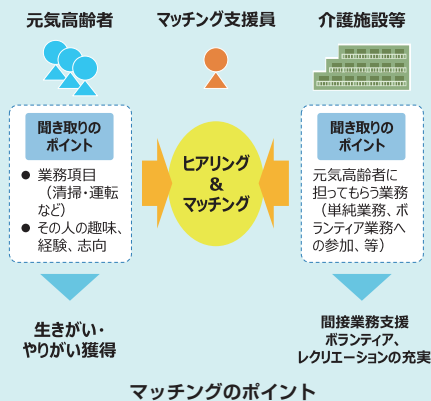 元気高齢者
マッチング支援員
介護施設等
聞き取りの
ポイント
● 業務項目
(清掃・運転
など)
● その人の趣味、
経験、志向
ヒアリング
&
マッチング
聞き取りの
ポイント
元気高齢者に
担ってもらう業務
(単純業務、ボ
ランティア業務へ
の参加、等)
生きがい・
やりがい獲得
間接業務支援
ボランティア、
レクリエーションの充実
マッチングのポイント